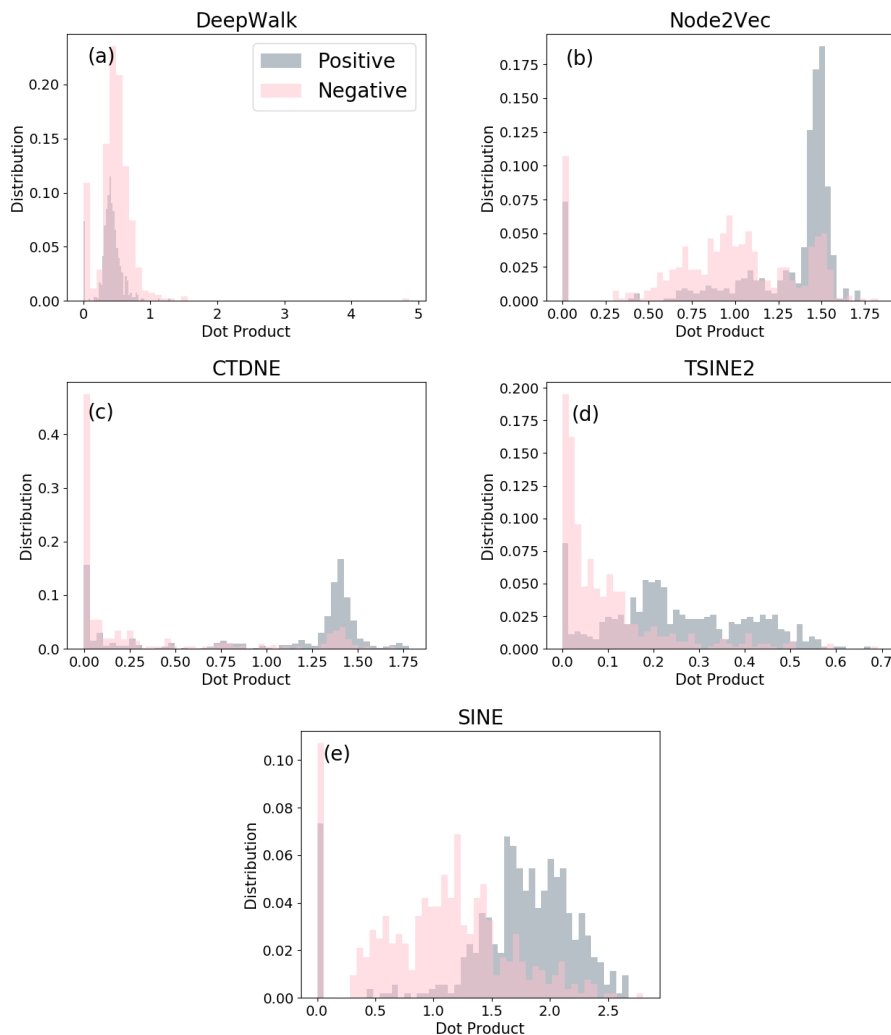 DeepWalk
(a)
Positive
Negative
Distribution
0.20
0.15
0.10
0.05
0.00
0 1 2 3 4 5
Dot Product
Node2Vec
(b)
Distribution
0.175
0.150
0.125
0.100
0.075
0.050
0.025
0.000
0.00 0.25 0.50 0.75 1.00 1.25 1.50 1.75
Dot Product
CTDNE
(c)
Distribution
0.4
0.3
0.2
0.1
0.0
0.00 0.25 0.50 0.75 1.00 1.25 1.50 1.75
Dot Product
TSINE2
(d)
Distribution
0.200
0.175
0.150
0.125
0.100
0.075
0.050
0.025
0.000
0.0 0.1 0.2 0.3 0.4 0.5 0.6 0.7
Dot Product
SINE
(e)
Distribution
0.10
0.08
0.06
0.04
0.02
0.00
0.0 0.5 1.0 1.5 2.0 2.5
Dot Product